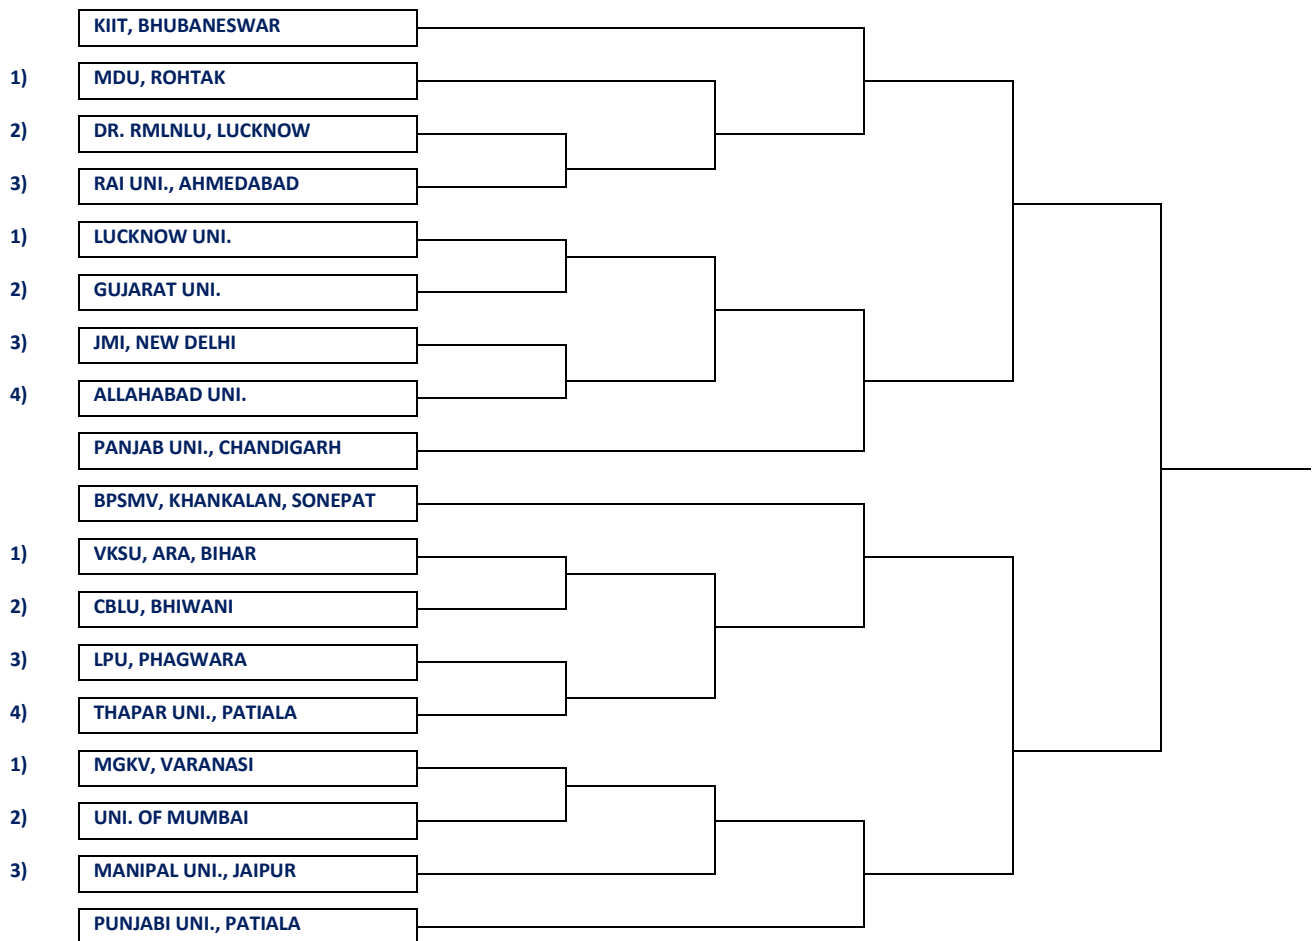 KIIT, BHUBANESWAR
1) MDU, ROHTAK
2) DR. RMLNLU, LUCKNOW
3) RAI UNI., AHMEDABAD
1) LUCKNOW UNI.
2) GUJARAT UNI.
3) JMI, NEW DELHI
4) ALLAHABAD UNI.
PANJAB UNI., CHANDIGARH
BPSMV, KHANKALAN, SONEPAT
1) VKSU, ARA, BIHAR
2) CBLU, BHIWANI
3) LPU, PHAGWARA
4) THAPAR UNI., PATIALA
1) MGKV, VARANASI
2) UNI. OF MUMBAI
3) MANIPAL UNI., JAIPUR
PUNJABI UNI., PATIALA